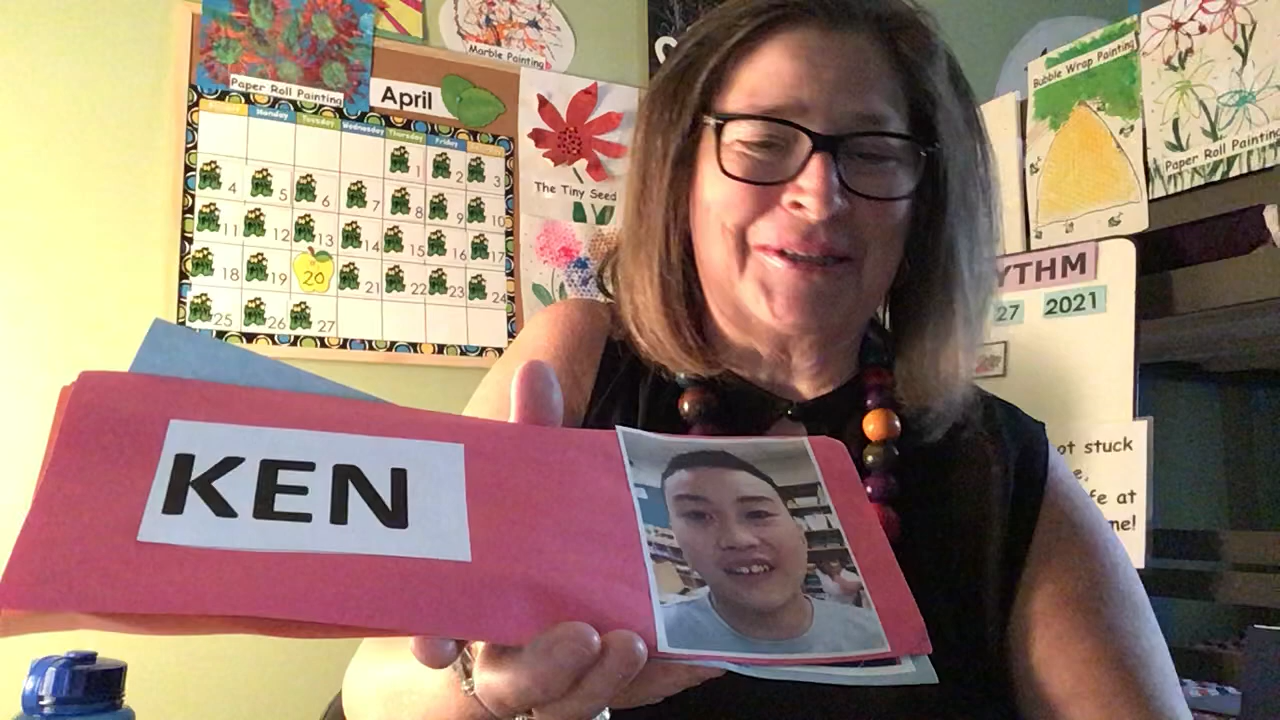 Marble Painting
Paper Roll Painting
April
Monday Tuesday Wednesday Thursday Friday
1 2 3
4 5 6 7 8 9 10
11 12 13 14 15 16 17
18 19 20 21 22 23 24
25 26 27
The Tiny Seed
Bubble Wrap Painting
Paper Roll Painting
YTHM
27 2021
ot stuck
e,
fe at
me!
KEN